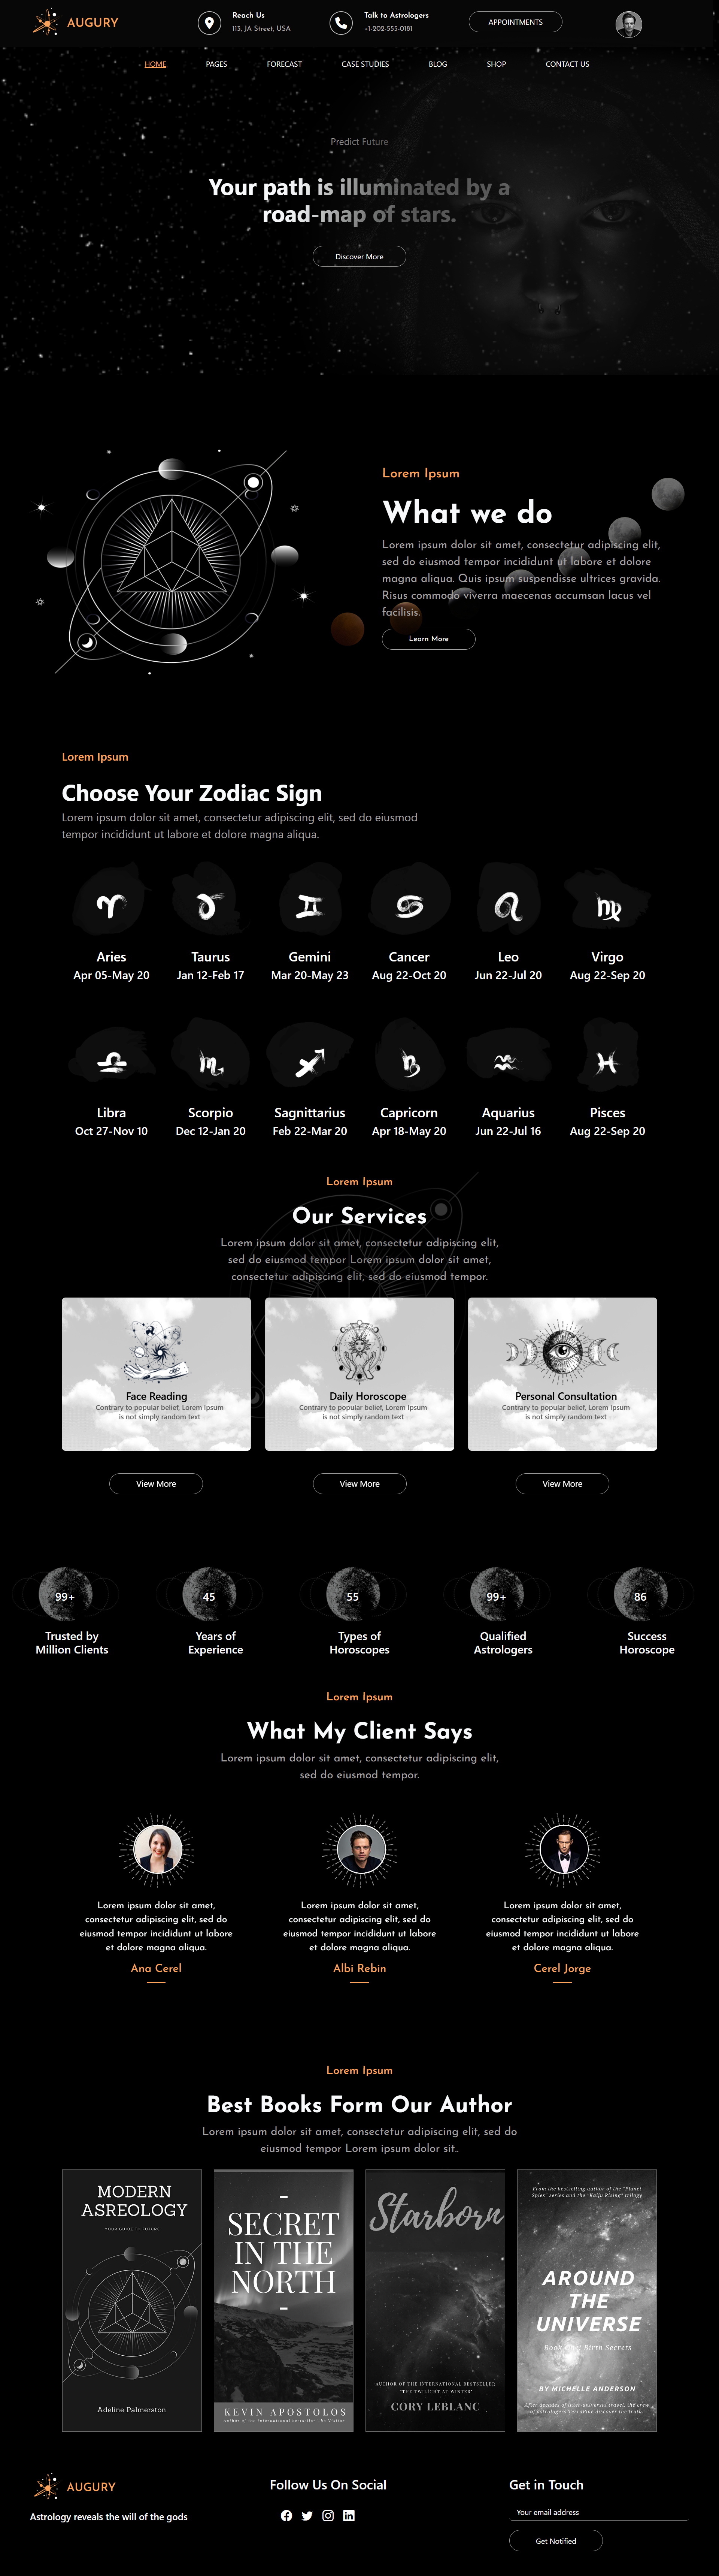 AUGURY
Reach Us
113, JA Street, USA
Talk to Astrologers
+1-202-555-0181
APPOINTMENTS
HOME
PAGES
FORECAST
CASE STUDIES
BLOG
SHOP
CONTACT US
Predict Future
Your path is illuminated by a
road-map of stars.
Discover More
Lorem Ipsum
What we do
Lorem ipsum dolor sit amet, consectetur adipiscing elit,
sed do eiusmod tempor incididunt ut labore et dolore
magna aliqua. Quis ipsum suspendisse ultrices gravida.
Risus commodo viverra maecenas accumsan lacus vel
facilisis.
Learn More
Lorem Ipsum
Choose Your Zodiac Sign
Lorem ipsum dolor sit amet, consectetur adipiscing elit, sed do eiusmod
tempor incididunt ut labore et dolore magna aliqua.
Aries
Apr 05-May 20
Taurus
Jan 12-Feb 17
Gemini
Mar 20-May 23
Cancer
Aug 22-Oct 20
Leo
Jun 22-Jul 20
Virgo
Aug 22-Sep 20
Libra
Oct 27-Nov 10
Scorpio
Dec 12-Jan 20
Sagnittarius
Feb 22-Mar 20
Capricorn
Apr 18-May 20
Aquarius
Jun 22-Jul 16
Pisces
Aug 22-Sep 20
Lorem Ipsum
Our Services
Lorem ipsum dolor sit amet, consectetur adipiscing elit,
sed do eiusmod tempor Lorem ipsum dolor sit amet,
consectetur adipiscing elit, sed do eiusmod tempor.
Face Reading
Contrary to popular belief, Lorem Ipsum
is not simply random text
Daily Horoscope
Contrary to popular belief, Lorem Ipsum
is not simply random text
Personal Consultation
Contrary to popular belief, Lorem Ipsum
is not simply random text
View More
View More
View More
99+
Trusted by
Million Clients
45
Years of
Experience
55
Types of
Horoscopes
99+
Qualified
Astrologers
86
Success
Horoscope
Lorem Ipsum
What My Client Says
Lorem ipsum dolor sit amet, consectetur adipiscing elit,
sed do eiusmod tempor.
Lorem ipsum dolor sit amet,
consectetur adipiscing elit, sed do
eiusmod tempor incididunt ut labore
et dolore magna aliqua.
Ana Cerel
Lorem ipsum dolor sit amet,
consectetur adipiscing elit, sed do
eiusmod tempor incididunt ut labore
et dolore magna aliqua.
Albi Rebin
Lorem ipsum dolor sit amet,
consectetur adipiscing elit, sed do
eiusmod tempor incididunt ut labore
et dolore magna aliqua.
Cerel Jorge
Lorem Ipsum
Best Books Form Our Author
Lorem ipsum dolor sit amet, consectetur adipiscing elit, sed do
eiusmod tempor Lorem ipsum dolor sit..
MODERN
ASREOLOGY
YOUR GUIDE TO FUTURE
Adeline Palmerston
SECRET
IN THE
NORTH
KEVIN APOSTOLOS
Author of the international bestseller The Visitor
Starborn
AUTHOR OF THE INTERNATIONAL BESTSELLER
"THE TWILIGHT AT WINTER"
CORY LEBLANC
From the bestselling author of the "Planet
Spies" series and the "Kaiju Rising" trilogy
AROUND
THE
UNIVERSE
Book One: Birth Secrets
BY MICHELLE ANDERSON
After decades of inter-universal travel, the crew
of astrologers TerraFine discover the truth.
AUGURY
Astrology reveals the will of the gods
Follow Us On Social
Get in Touch
Your email address
Get Notified